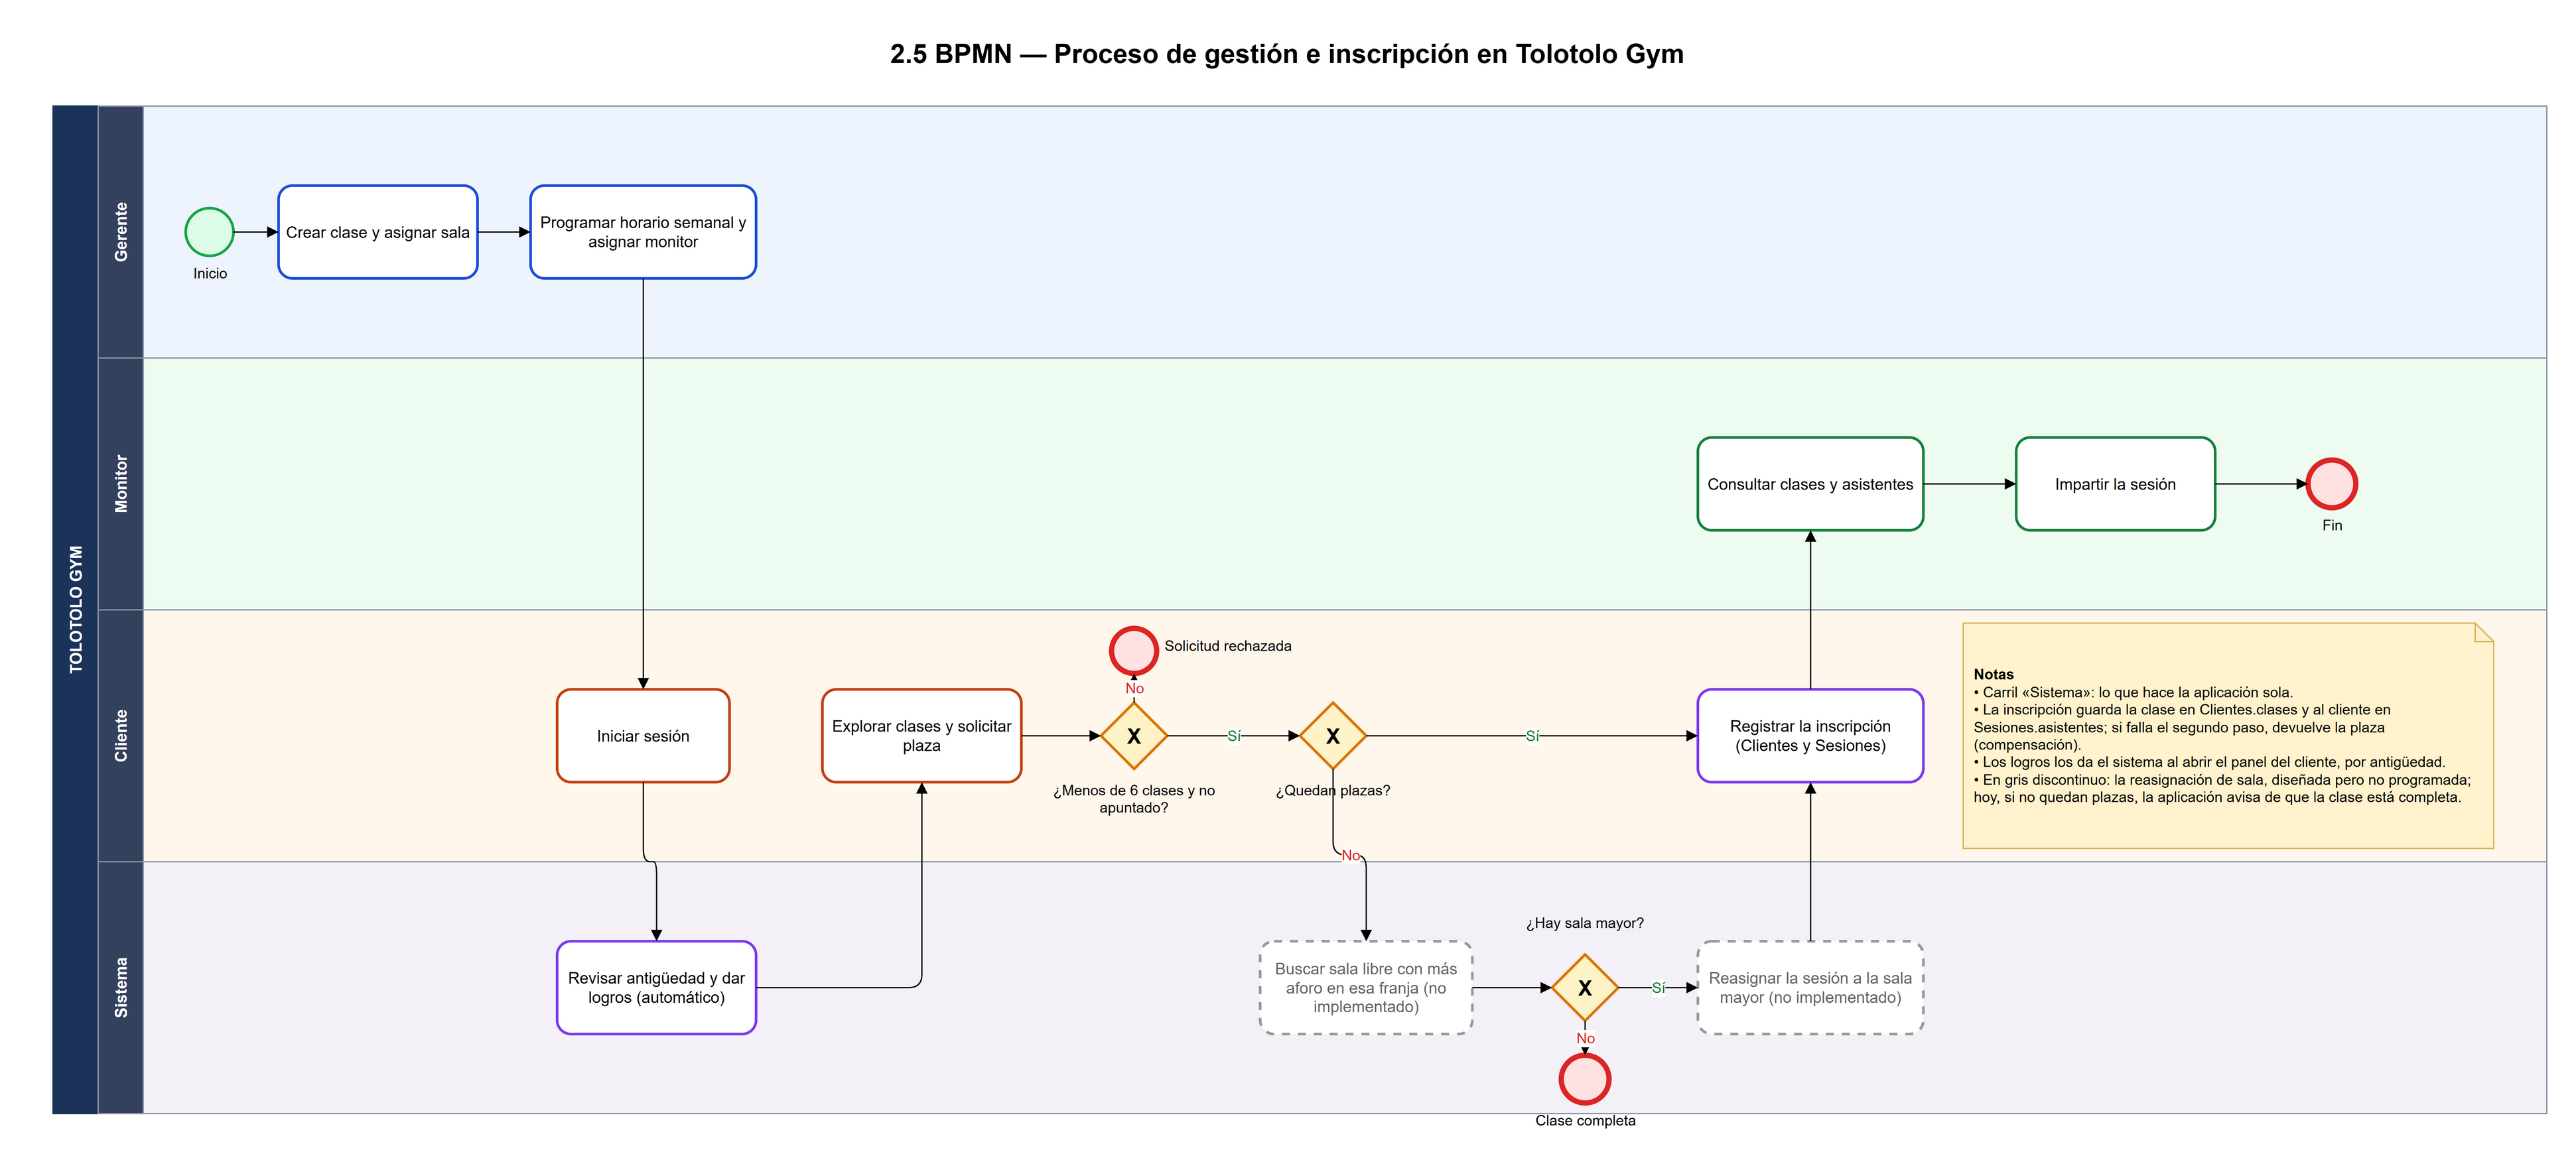 2.5 BPMN — Proceso de gestión e inscripción en Tolotolo Gym
TOLOTOLO GYM
Gerente
Inicio
Crear clase y asignar sala
Programar horario semanal y
asignar monitor
Monitor
Consultar clases y asistentes
Impartir la sesión
Fin
Cliente
Iniciar sesión
Explorar clases y solicitar
plaza
Solicitud rechazada
No
X
¿Menos de 6 clases y no
apuntado?
Sí
X
¿Quedan plazas?
Sí
No
Registrar la inscripción
(Clientes y Sesiones)
Notas
• Carril «Sistema»: lo que hace la aplicación sola.
• La inscripción guarda la clase en Clientes.clases y al cliente en
Sesiones.asistentes; si falla el segundo paso, devuelve la plaza
(compensación).
• Los logros los da el sistema al abrir el panel del cliente, por antigüedad.
• En gris discontinuo: la reasignación de sala, diseñada pero no programada;
hoy, si no quedan plazas, la aplicación avisa de que la clase está completa.
Sistema
Revisar antigüedad y dar
logros (automático)
Buscar sala libre con más
aforo en esa franja (no
implementado)
¿Hay sala mayor?
X
Sí
No
Reasignar la sesión a la sala
mayor (no implementado)
Clase completa